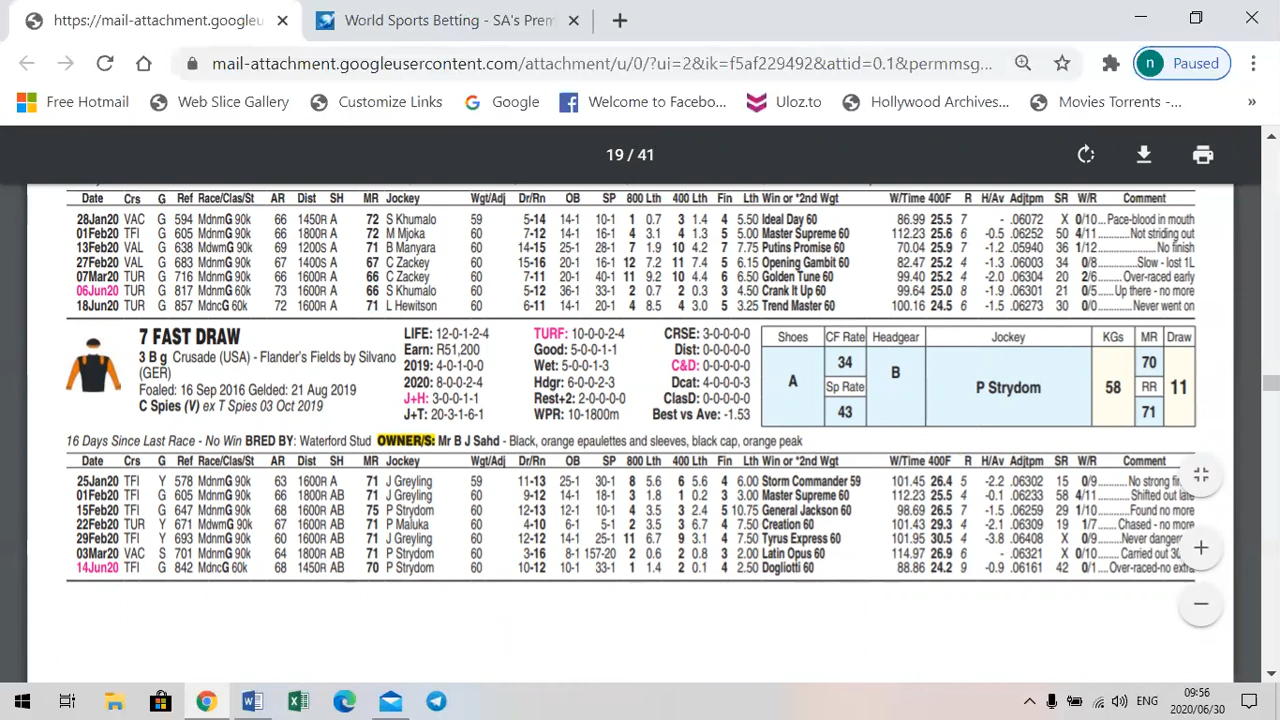 https://mail-attachment.googleu
World Sports Betting - SA's Prem
mail-attachment.googleusercontent.com/attachment/u/0/?ui=2&ik=f5af229492&attid=0.1&permmsg...
n Paused
Free Hotmail Web Slice Gallery Customize Links Google Welcome to Facebo... Uloz.to Hollywood Archives... Movies Torrents -... »
19 / 41
Date Crs G Ref Race/Clas/St AR Dist SH MR Jockey Wgt/Adj Dr/Rn OB SP 800 Lth 400 Lth Fin Lth Win or *2nd Wgt W/Time 400F R H/Av Adjtpm SR W/R Comment
28Jan20 VAC G 594 MdnmG 90k 66 1450R A 72 S Khumalo 59 5-14 14-1 10-1 1 0.7 3 1.4 4 5.50 Ideal Day 60 86.99 25.5 7 - .06072 X 0/10 Pace-blood in mouth
01Feb20 TFI G 605 MdnmG 90k 66 1800R A 72 M Mjoka 60 7-12 14-1 16-1 4 3.1 4 1.3 4 5.00 Master Supreme 60 112.23 25.6 6 -0.5 .06252 50 4/11 Not striding out
13Feb20 VAL G 638 MdwmG 90k 69 1200S A 71 B Manyara 60 14-15 25-1 28-1 7 1.9 10 4.2 7 7.75 Putins Promise 60 70.04 25.9 7 -1.2 .05940 36 1/12 No finish
27Feb20 VAL G 658 MdnmG 90k 67 1400S A 67 C Zackey 60 15-16 20-1 16-1 12 7.2 11 7.4 5 6.15 Opening Gambit 60 82.47 25.2 4 -1.3 .06003 34 0/8 Slow - lost 1L
07Mar20 TUR G 716 MdnmG 90k 66 1600R A 66 C Zackey 60 7-11 20-1 40-1 11 9.2 10 4.4 6 6.50 Golden Tune 60 99.40 25.2 4 -2.0 .06304 20 2/6 Over-raced early
06Jun20 TUR G 817 MdnmG 60k 73 1600R A 66 S Khumalo 60 5-12 36-1 33-1 2 0.7 2 0.3 4 4.50 Crank It Up 60 99.64 25.0 8 -1.9 .06301 21 0/5 Up there - no more
18Jun20 TUR G 857 MdncG 60k 72 1600R A 71 L Hewitson 60 6-11 14-1 20-1 4 8.5 4 3.0 5 3.25 Trend Master 60 100.16 24.5 6 -1.5 .06273 30 0/0 Never went on
7 FAST DRAW
3 B g Crusade (USA) - Flander's Fields by Silvano
(GER)
Foaled: 16 Sep 2016 Gelded: 21 Aug 2019
C Spies (V) ex T Spies 03 Oct 2019
LIFE: 12-0-1-2-4 TURF: 10-0-0-2-4 CRSE: 3-0-0-0-0
Earn: R51,200 Good: 5-0-0-1-1 Dist: 0-0-0-0-0
2019: 4-0-1-0-0 Wet: 5-0-0-1-3 C&D: 0-0-0-0-0
2020: 8-0-0-2-4 Hdgr: 6-0-0-2-3 Dcat: 4-0-0-0-3
J+H: 3-0-0-1-1 Rest+2: 2-0-0-0-0 ClasD: 0-0-0-0-0
J+T: 20-3-1-6-1 WPR: 10-1800m Best vs Ave: -1.53
Shoes CF Rate Headgear Jockey KGs MR Draw
A 34 B P Strydom 58 70 11
Sp Rate RR
43 71
16 Days Since Last Race - No Win BRED BY: Waterford Stud OWNER/S: Mr B J Sahd - Black, orange epaulettes and sleeves, black cap, orange peak
Date Crs G Ref Race/Clas/St AR Dist SH MR Jockey Wgt/Adj Dr/Rn OB SP 800 Lth 400 Lth Fin Lth Win or *2nd Wgt W/Time 400F R H/Av Adjtpm SR W/R Comment
25Jan20 TFI Y 578 MdnmG 90k 63 1600R A 71 J Greyling 59 11-13 25-1 30-1 8 5.6 6 5.6 4 6.00 Storm Commander 59 101.45 26.4 5 -2.2 .06302 15 0/9 No strong fin
01Feb20 TFI G 605 MdnmG 90k 66 1800R AB 71 J Greyling 60 9-12 14-1 18-1 3 1.8 1 0.2 3 3.00 Master Supreme 60 112.23 25.5 4 -0.1 .06233 58 4/11 Shifted out late
15Feb20 TFI G 647 MdnmG 90k 68 1600R AB 75 P Strydom 60 12-13 12-1 10-1 4 3.5 3 2.4 5 10.75 General Jackson 60 98.69 26.5 7 -1.5 .06259 29 1/10 Found no more
22Feb20 TUR Y 671 MdwmG 90k 67 1600R AB 71 P Maluka 60 4-10 6-1 5-1 2 3.5 3 6.7 4 7.50 Creation 60 101.43 29.3 4 -2.1 .06309 19 1/7 Chased - no more
29Feb20 TFI Y 693 MdnmG 90k 60 1600R AB 71 J Greyling 60 12-12 14-1 25-1 11 6.7 9 3.1 4 7.50 Tyrus Express 60 101.95 30.5 4 -3.8 .06408 X 0/9 Never danger
03Mar20 VAC S 701 MdnmG 90k 64 1800R AB 71 P Strydom 60 3-16 8-1 157-20 2 0.6 2 0.8 3 2.00 Latin Opus 60 114.97 26.9 6 - .06321 X 0/10 Carried out 30
14Jun20 TFI G 842 MdncG 60k 68 1450R AB 70 P Strydom 60 10-12 10-1 33-1 1 1.4 2 0.1 4 2.50 Dogliotti 60 88.86 24.2 9 -0.9 .06161 42 0/1 Over-raced-no extra
ENG
09:56
2020/06/30